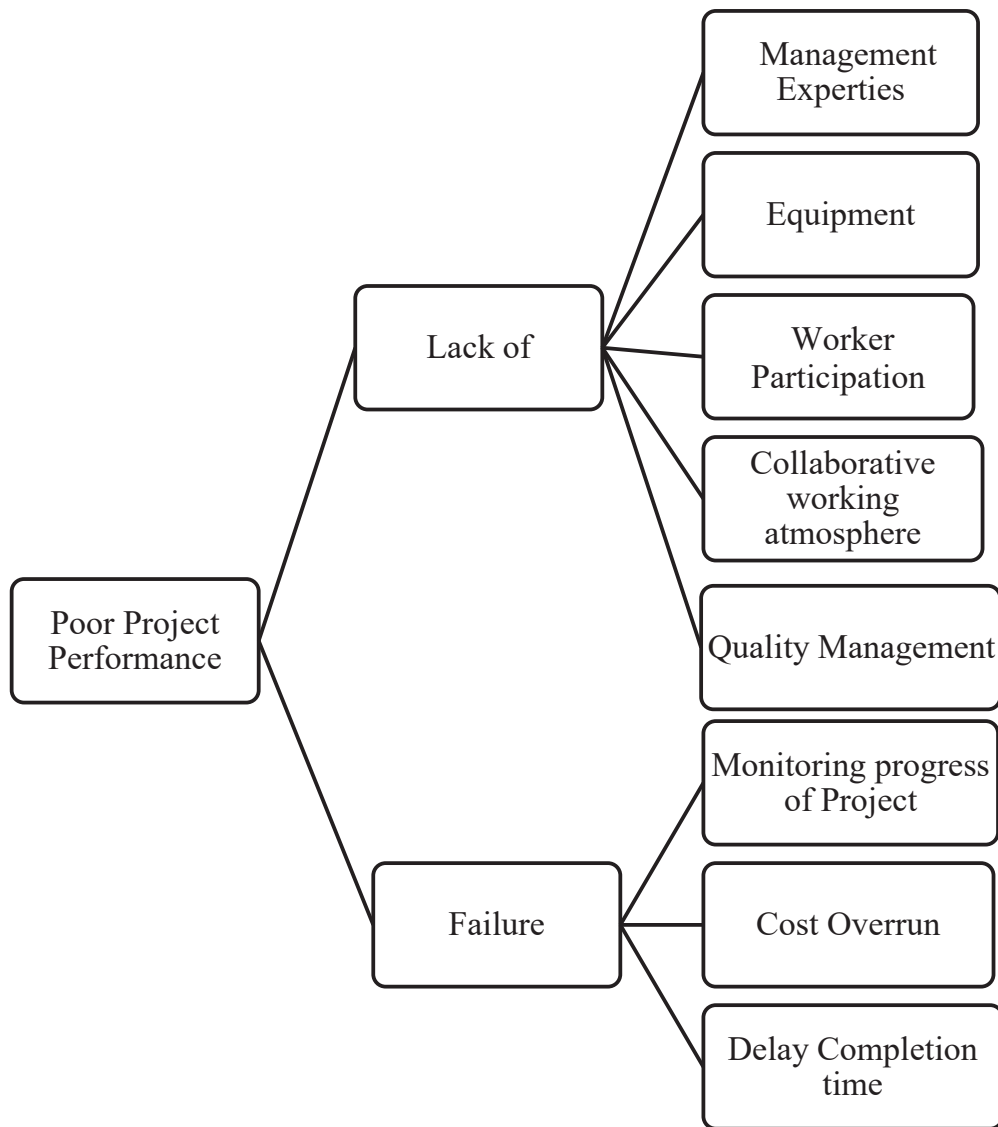 Management
Experties
Equipment
Lack of
Worker
Participation
Collaborative
working
atmosphere
Poor Project
Performance
Quality Management
Monitoring progress
of Project
Failure
Cost Overrun
Delay Completion
time